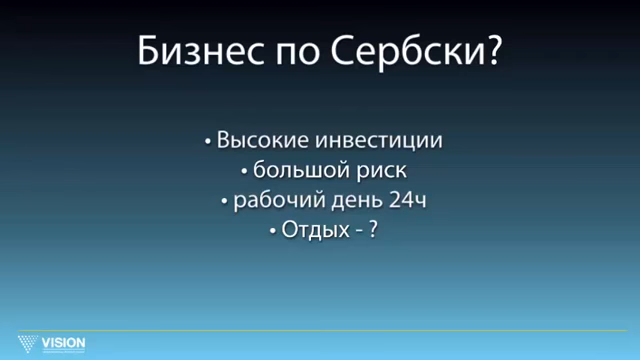 Бизнес по Сербски?
• Высокие инвестиции
• большой риск
• рабочий день 24ч
• Отдых - ?
VISION